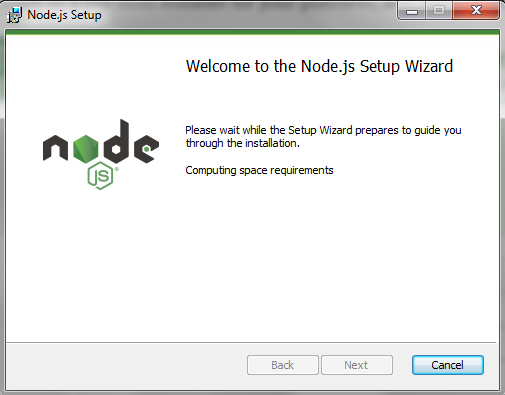 Node.js Setup
Welcome to the Node.js Setup Wizard
node
JS®
Please wait while the Setup Wizard prepares to guide you
through the installation.
Computing space requirements
Back
Next
Cancel